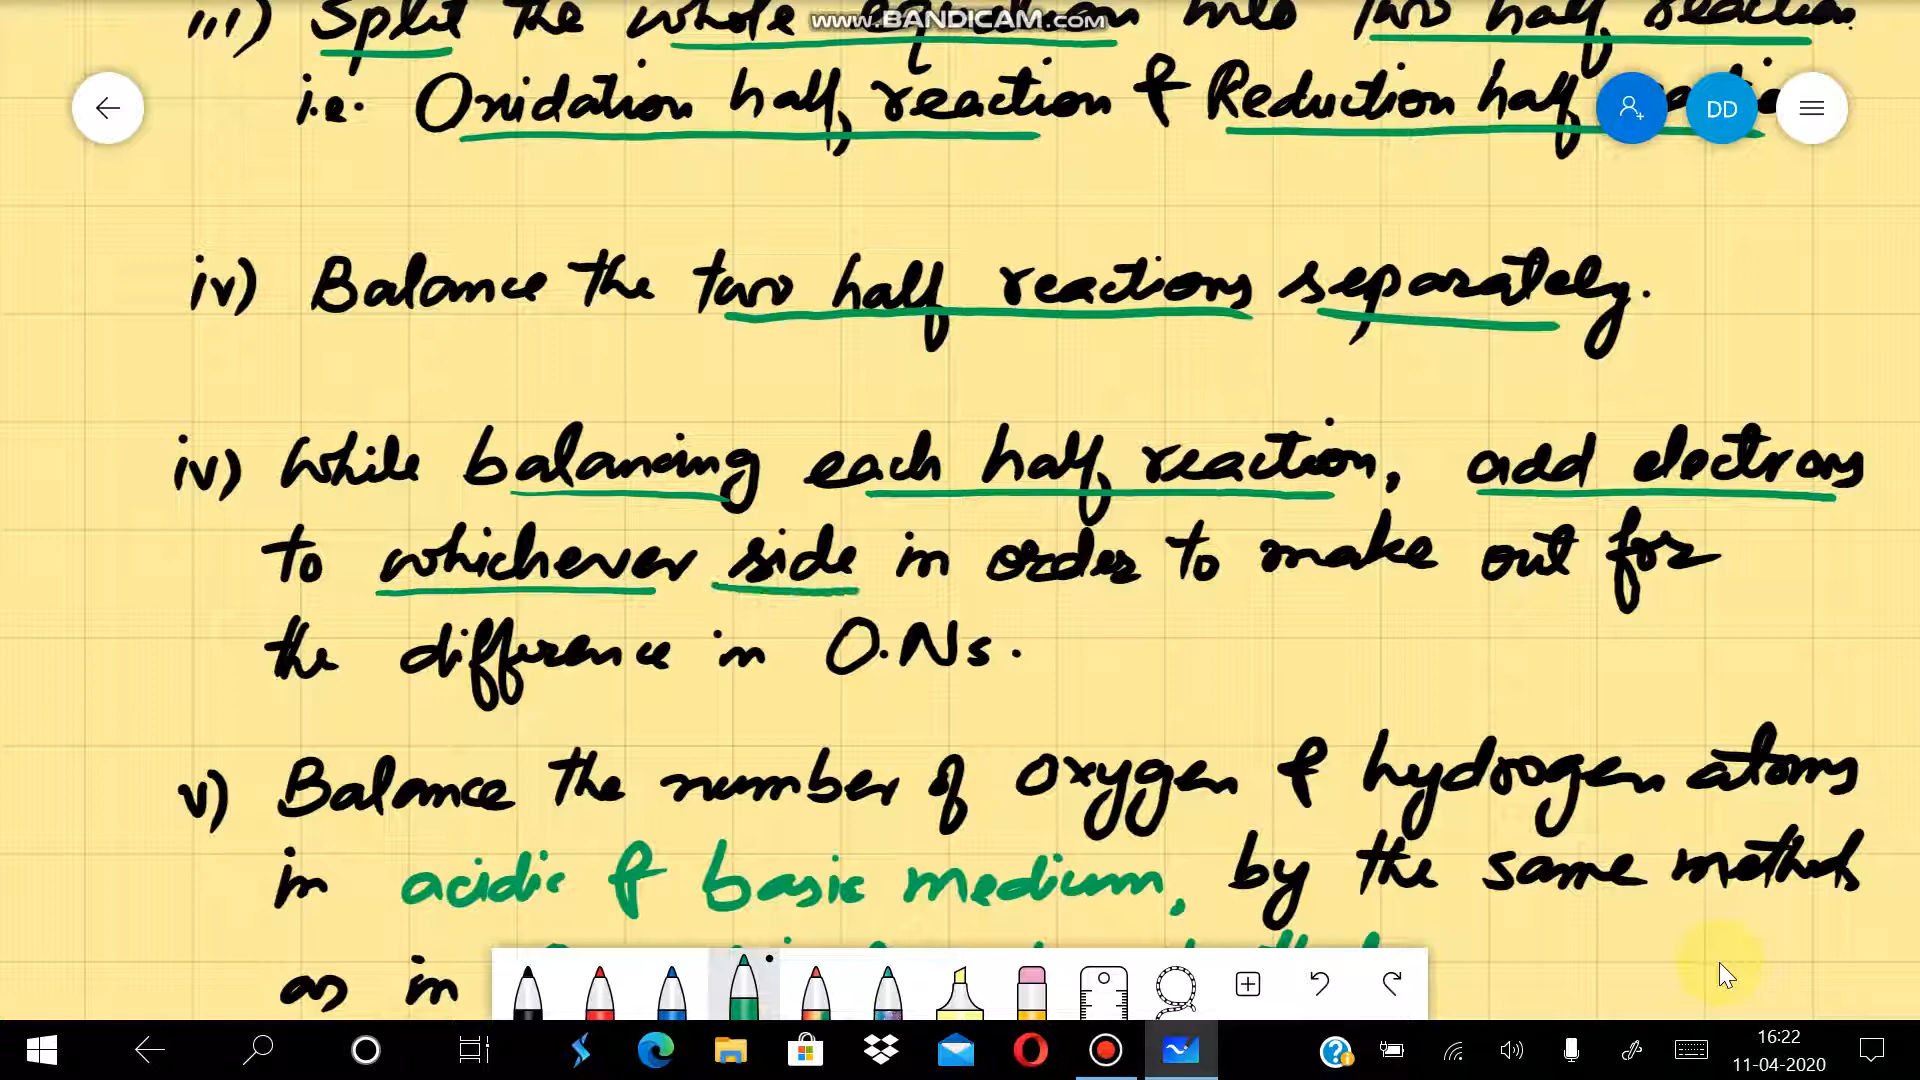 www.BANDICAM.com
iii) Split the whole equation into Two half reaction.
i.e. Oxidation half reaction & Reduction half
DD
iv) Balance the two half reactions separately.
iv) While balancing each half reaction, add electrons
to whichever side in order to make out for
the difference in O.Ns.
v) Balance the number of oxygen & hydrogen atoms
in acidic & basic medium, by the same methods
as in
16:22
11-04-2020